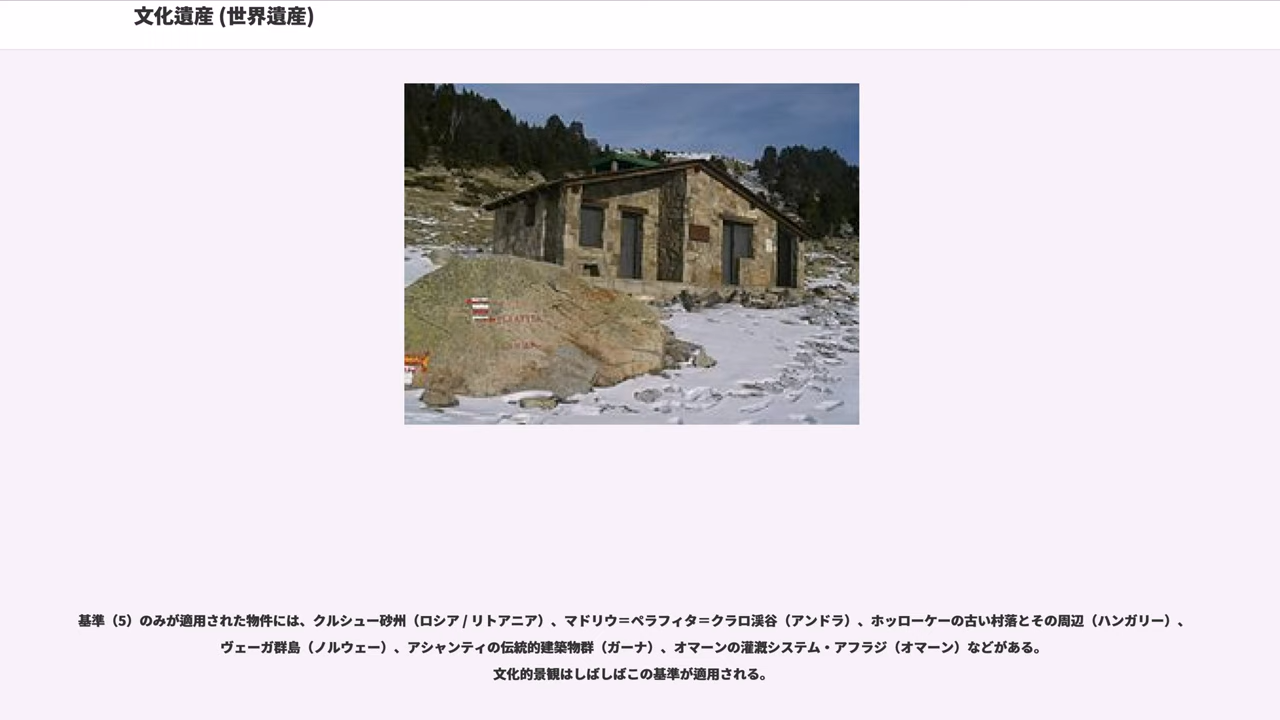 文化遺産 (世界遺産)
基準（5）のみが適用された物件には、クルシュー砂州（ロシア / リトアニア）、マドリウ＝ペラフィタ＝クラロ渓谷（アンドラ）、ホッローケーの古い村落とその周辺（ハンガリー）、
ヴェーガ群島（ノルウェー）、アシャンティの伝統的建築物群（ガーナ）、オマーンの灌漑システム・アフラジ（オマーン）などがある。
文化的景観はしばしばこの基準が適用される。